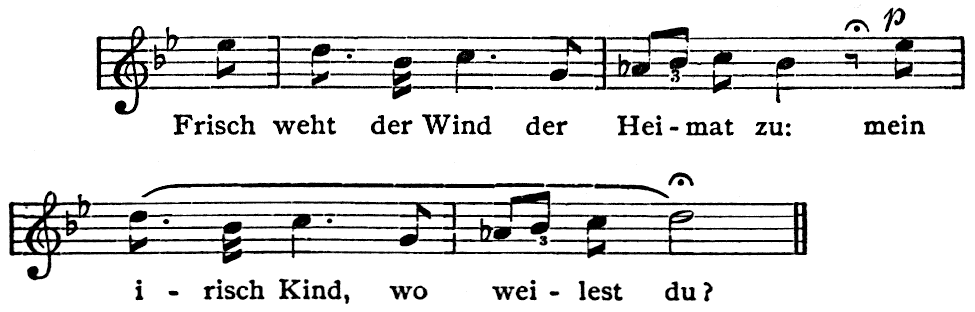 p
Frisch weht der Wind der Hei - mat zu: mein
3
i - risch Kind, wo wei - lest du?
3